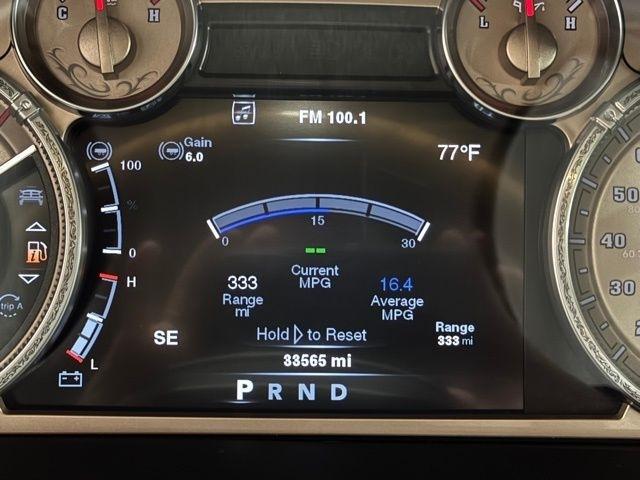 C H
L H
FM 100.1
Gain
6.0
77°F
100
%
0
H
L
0 15 30
Current
MPG
333
Range
mi
16.4
Average
MPG
Hold to Reset
Range
333 mi
SE
33565 mi
P R N D
Trip A
50
40
30